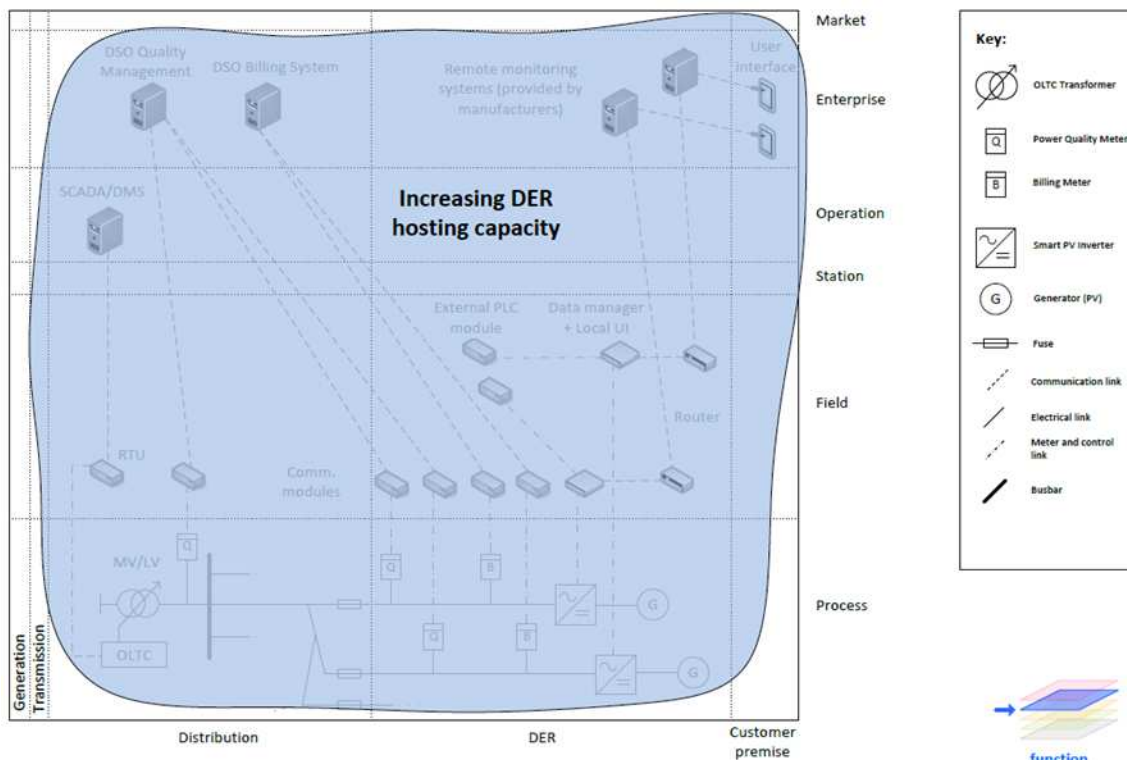 Market
DSO Quality
Management
DSO Billing System
Remote monitoring
systems (provided by
manufacturers)
User
interface
Enterprise
SCADA/DMS
Increasing DER
hosting capacity
Operation
Station
External PLC
module
Data manager
+ Local UI
Field
Router
RTU
Comm.
modules
Q
MV/LV
Q
B
G
Process
OLTC
Q
B
G
Generation
Transmission
Distribution
DER
Customer
premise
Key:
OLTC Transformer
Q
Power Quality Meter
B
Billing Meter
Smart PV Inverter
G
Generator (PV)
Fuse
Communication link
Electrical link
Meter and control
link
Busbar
function